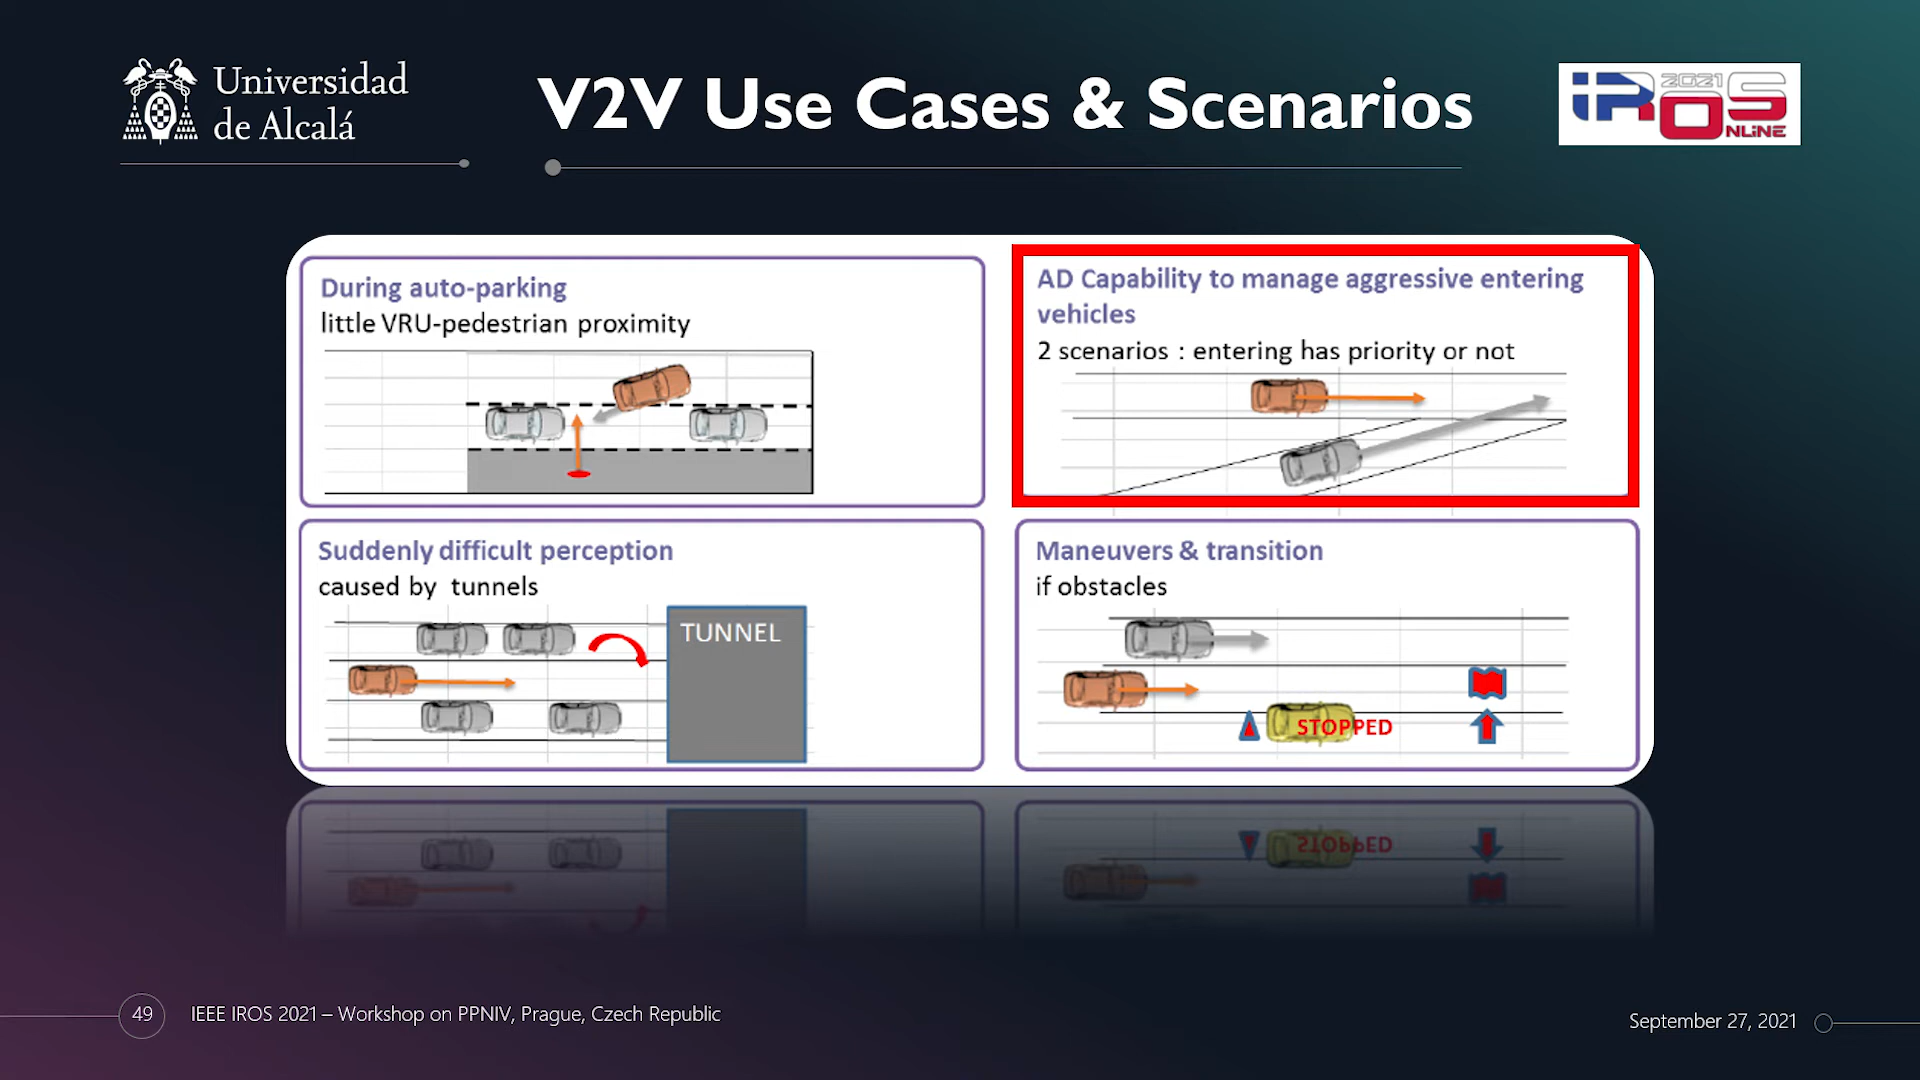 Universidad
de Alcalá
V2V Use Cases & Scenarios
2021
IROS
ONLINE
During auto-parking
little VRU-pedestrian proximity
AD Capability to manage aggressive entering
vehicles
2 scenarios : entering has priority or not
Suddenly difficult perception
caused by tunnels
TUNNEL
Maneuvers & transition
if obstacles
STOPPED
49
IEEE IROS 2021 – Workshop on PPNIV, Prague, Czech Republic
September 27, 2021